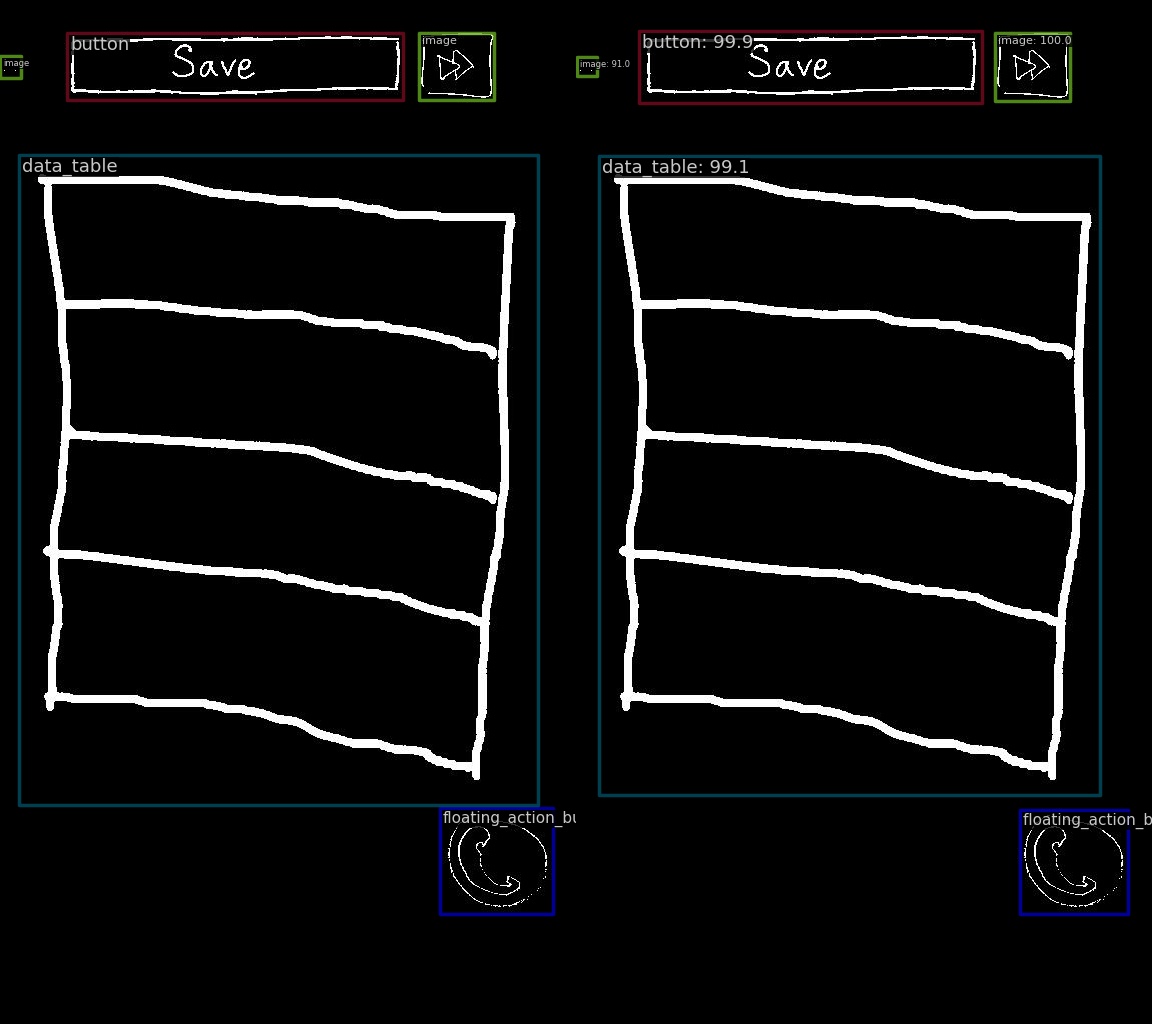 button
image
button: 99.9
image: 100.0
Save
Save
image
image: 91.0
data_table
data_table: 99.1
floating_action_bu
floating_action_b